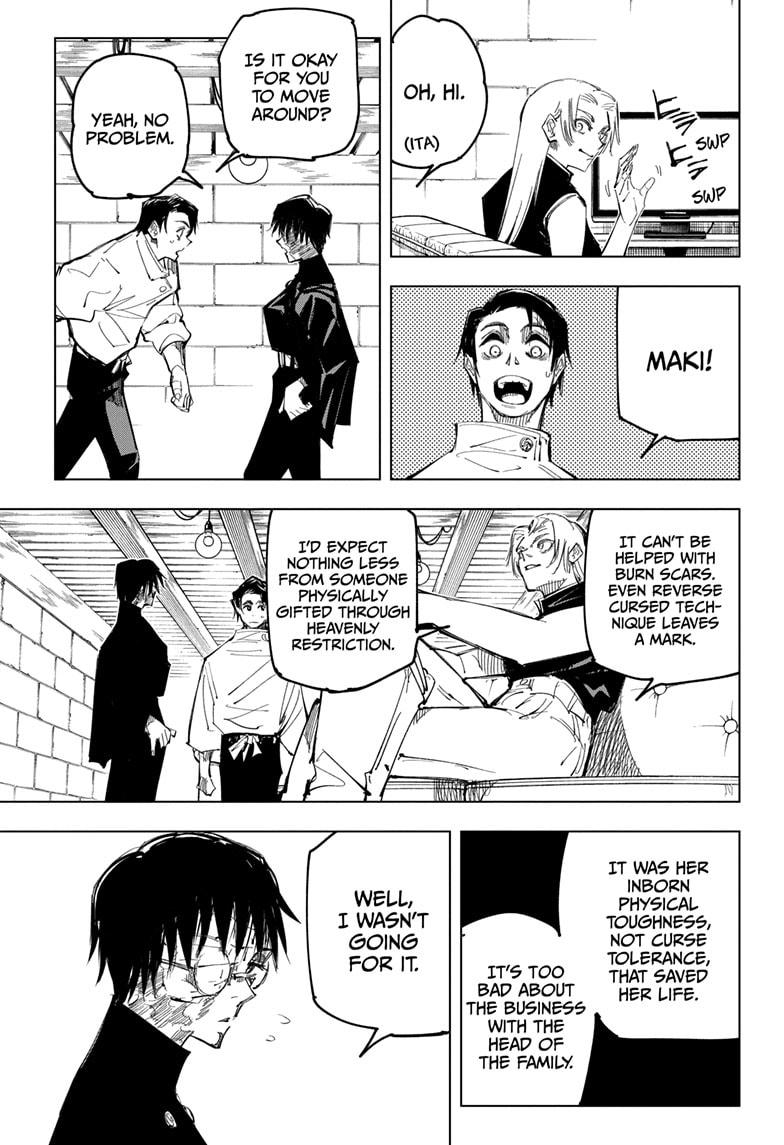 OH, HI.
(ITA)
SWP
SWP
IS IT OKAY
FOR YOU
TO MOVE
AROUND?
YEAH, NO
PROBLEM.
MAKI!
IT CAN'T BE
HELPED WITH
BURN SCARS.
EVEN REVERSE
CURSED TECH-
NIQUE LEAVES
A MARK.
I'D EXPECT
NOTHING LESS
FROM SOMEONE
PHYSICALLY
GIFTED THROUGH
HEAVENLY
RESTRICTION.
IT WAS HER
INBORN
PHYSICAL
TOUGHNESS,
NOT CURSE
TOLERANCE,
THAT SAVED
HER LIFE.
IT'S TOO
BAD ABOUT
THE BUSINESS
WITH THE
HEAD OF
THE FAMILY.
WELL,
I WASN'T
GOING
FOR IT.